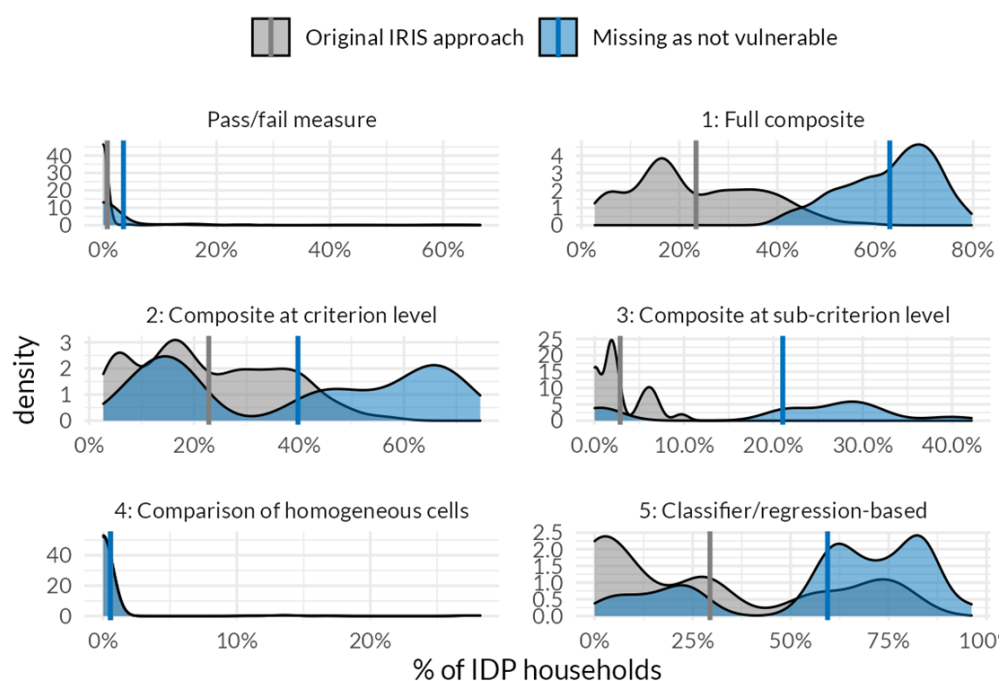 Original IRIS approach Missing as not vulnerable
Pass/fail measure
1: Full composite
40
30
20
10
0
0% 20% 40% 60%
4
3
2
1
0
0% 20% 40% 60% 80%
2: Composite at criterion level
3: Composite at sub-criterion level
3
2
1
0
0% 20% 40% 60%
25
20
15
10
5
0
0.0% 10.0% 20.0% 30.0% 40.0%
density
4: Comparison of homogeneous cells
5: Classifier/regression-based
40
20
0
0% 10% 20%
2.5
2.0
1.5
1.0
0.5
0.0
0% 25% 50% 75% 100
% of IDP households